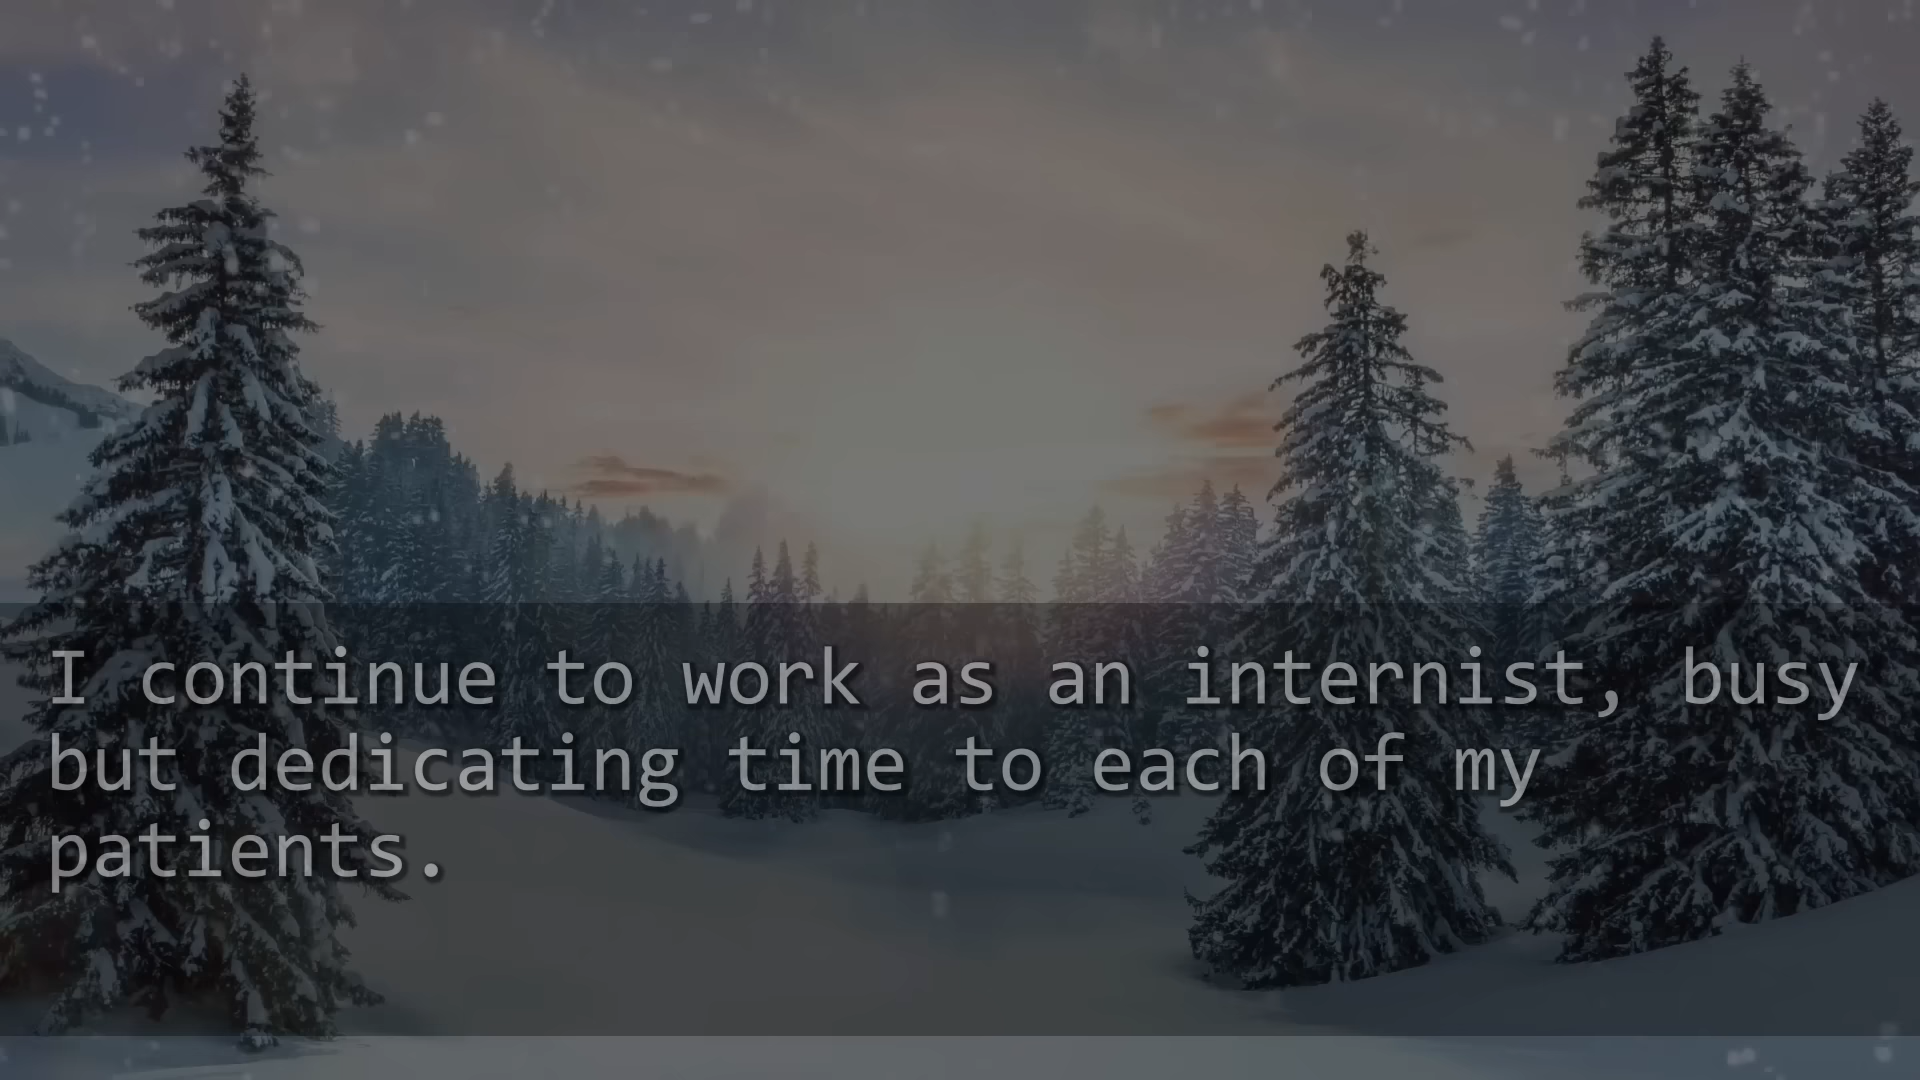 I continue to work as an internist, busy
but dedicating time to each of my
patients.